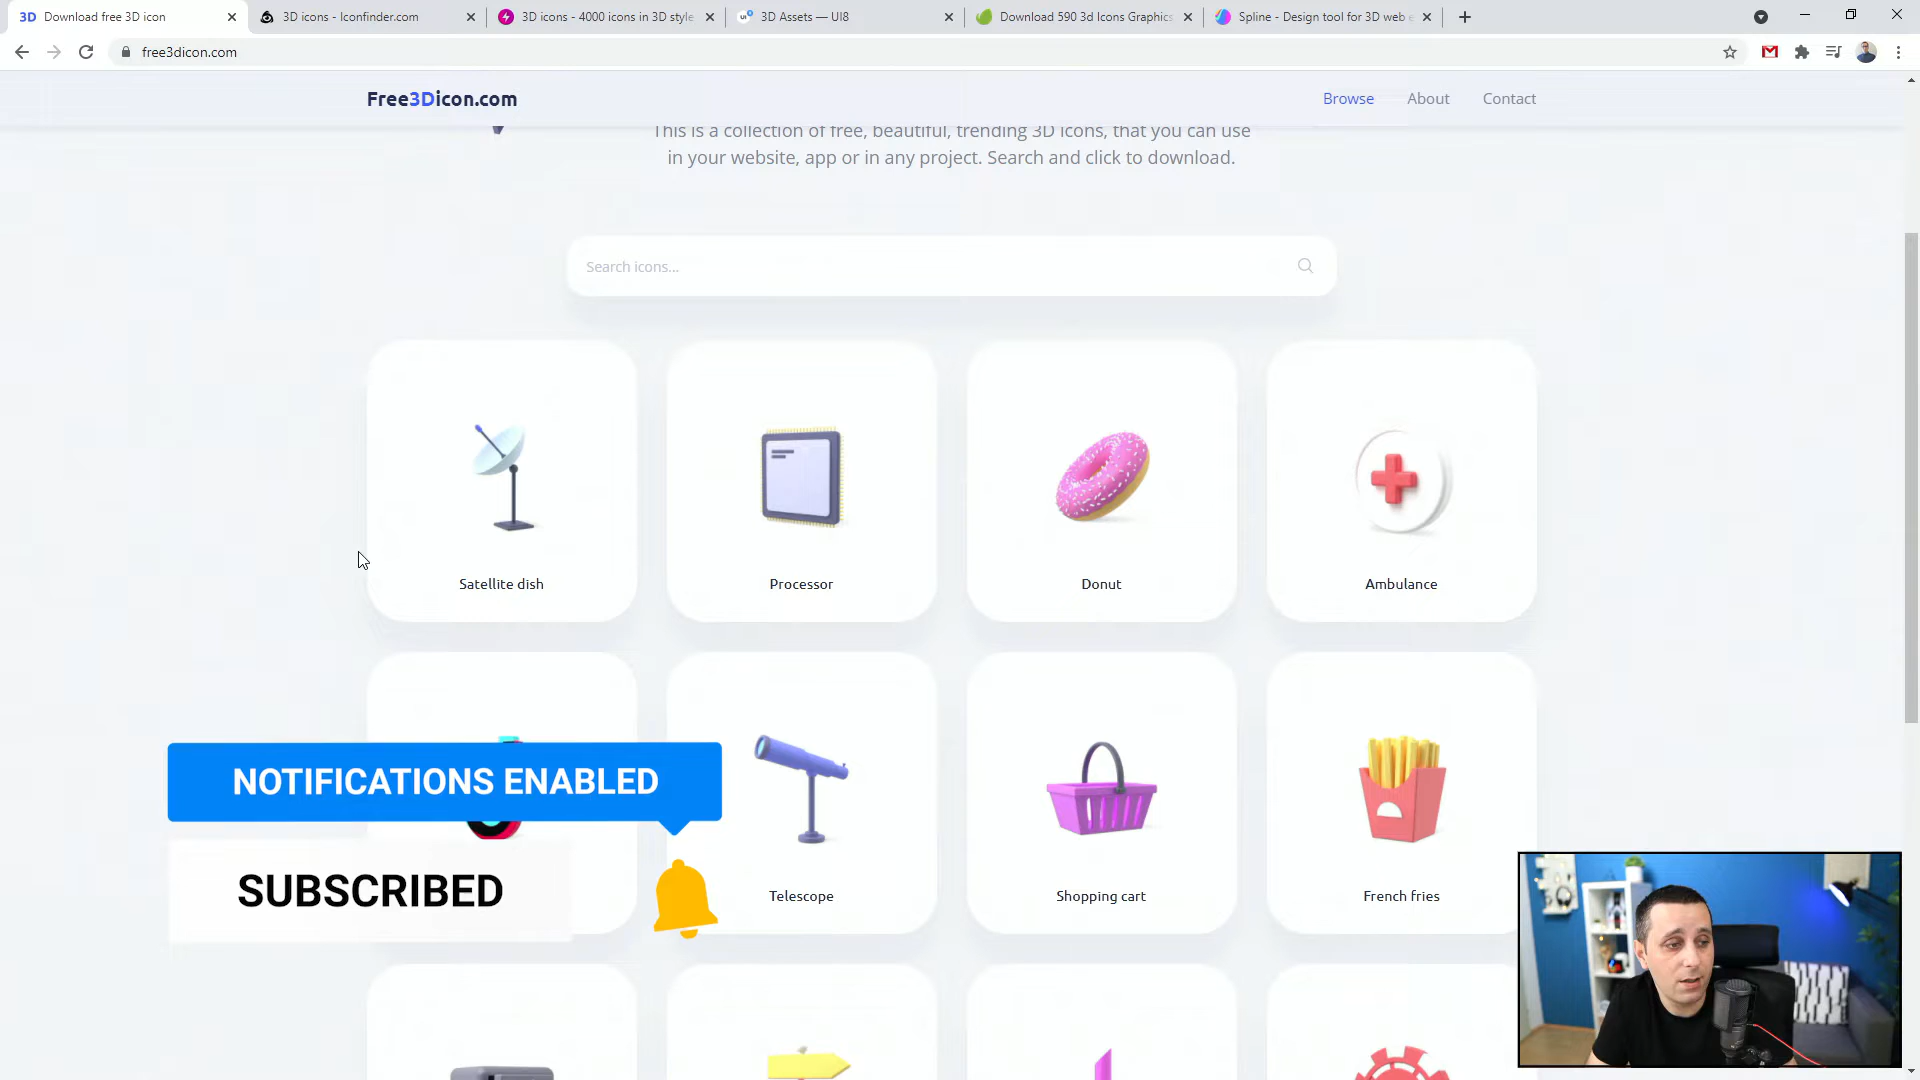 3D Download free 3D icon
3D icons - Iconfinder.com
3D icons - 4000 icons in 3D style
3D Assets — UI8
Download 590 3d Icons Graphics
Spline - Design tool for 3D web e
free3dicon.com
Free3Dicon.com
Browse
About
Contact
This is a collection of free, beautiful, trending 3D icons, that you can use
in your website, app or in any project. Search and click to download.
Search icons...
Satellite dish
Processor
Donut
Ambulance
NOTIFICATIONS ENABLED
SUBSCRIBED
Telescope
Shopping cart
French fries